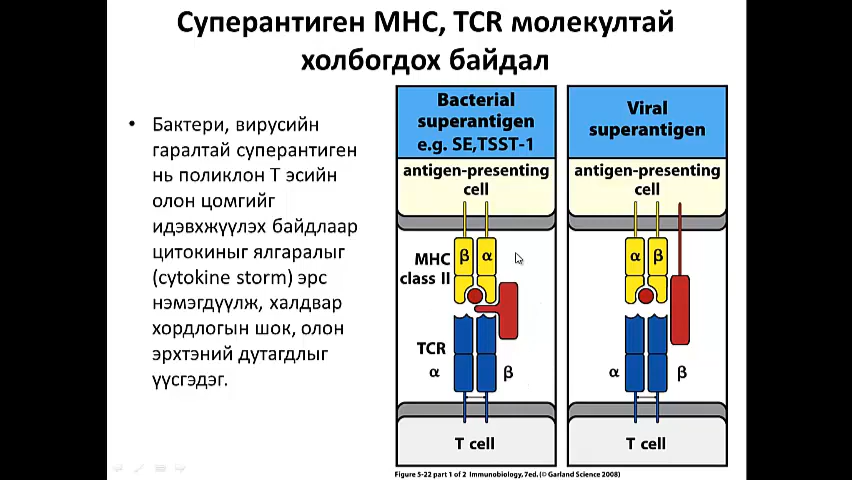 Суперантиген MHC, TCR молекултай
холбогдох байдал
• Бактери, вирусийн
гаралтай суперантиген
нь поликлон Т эсийн
олон цомгийг
идэвхжүүлэх байдлаар
цитокиныг ялгаралыг
(cytokine storm) эрс
нэмэгдүүлж, халдвар
хордлогын шок, олон
эрхтэний дутагдлыг
үүсгэдэг.
Bacterial
superantigen
e.g. SE,TSST-1
antigen-presenting
cell
MHC
class II
β α
TCR
α β
T cell
Viral
superantigen
antigen-presenting
cell
α β
α β
T cell
Figure 5-22 part 1 of 2 Immunobiology, 7ed. (© Garland Science 2008)